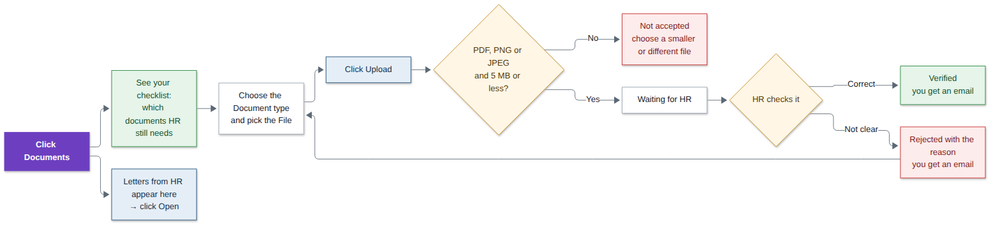 Click
Documents
See your
checklist:
which
documents HR
still needs
Letters from HR
appear here
→ click Open
Choose the
Document type
and pick the File
Click Upload
PDF, PNG or
JPEG
and 5 MB or
less?
No
Not accepted
choose a smaller
or different file
Yes
Waiting for HR
HR checks it
Correct
Verified
you get an email
Not clear
Rejected with the
reason
you get an email